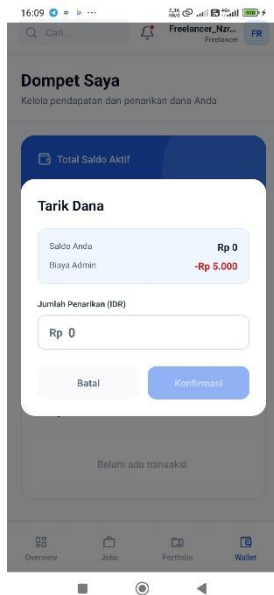 16:09
Cari...
Freelancer_Nzr...
Freelancer
FR
Dompet Saya
Kelola pendapatan dan penarikan dana Anda
Total Saldo Aktif
Tarik Dana
Saldo Anda
Rp 0
Biaya Admin
-Rp 5.000
Jumlah Penarikan (IDR)
Rp 0
Batal
Konfirmasi
Belum ada transaksi.
Overview
Jobs
Portfolio
Wallet